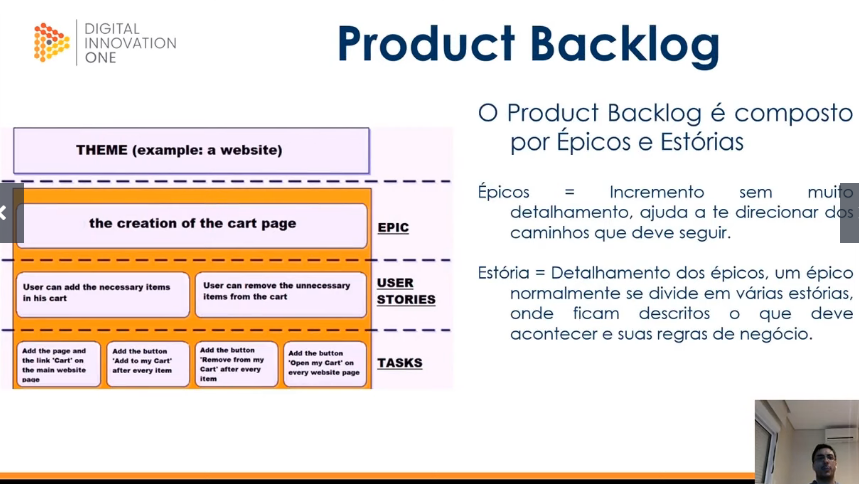 DIGITAL
INNOVATION
ONE
Product Backlog
O Product Backlog é composto
por Épicos e Estórias
Épicos = Incremento sem muito
detalhamento, ajuda a te direcionar dos
caminhos que deve seguir.
Estória = Detalhamento dos épicos, um épico
normalmente se divide em várias estórias,
onde ficam descritos o que deve
acontecer e suas regras de negócio.
THEME (example: a website)
the creation of the cart page
EPIC
User can add the necessary items
in his cart
User can remove the unnecessary
items from the cart
USER
STORIES
Add the page and
the link 'Cart' on
the main website
page
Add the button
'Add to my Cart'
after every item
Add the button
'Remove from my
Cart' after every
item
Add the button
'Open my Cart' on
every website page
TASKS